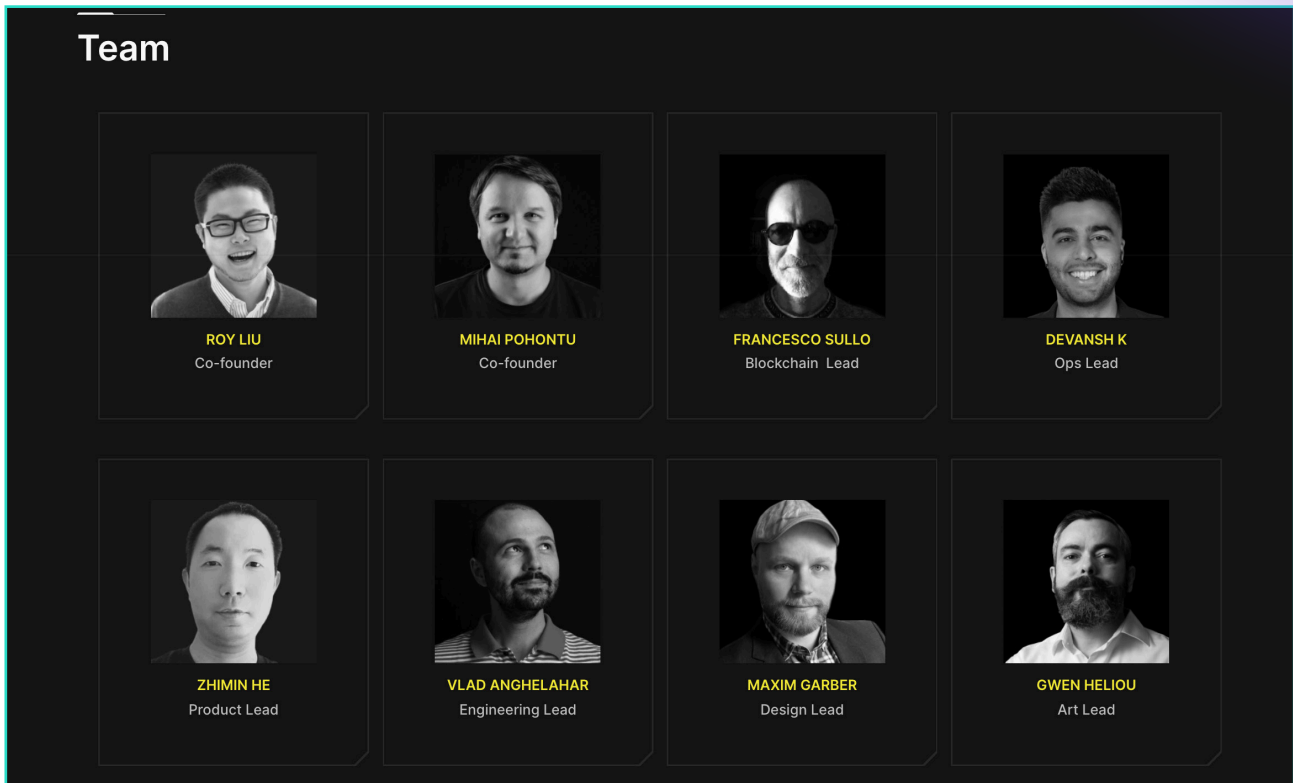 Team
ROY LIU
Co-founder
MIHAI POHONTU
Co-founder
FRANCESCO SULLO
Blockchain  Lead
DEVANSH K
Ops Lead
ZHIMIN HE
Product Lead
VLAD ANGHELAHAR
Engineering Lead
MAXIM GARBER
Design Lead
GWEN HELIOU
Art Lead